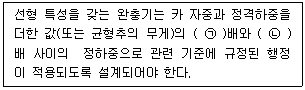 선형 특성을 갖는 완충기는 카 자중과 정격하중을
더한 값(또는 균형추의 무게)의 ( ㉠ )배와 ( ㉡ )
배 사이의 정하중으로 관련 기준에 규정된 행정
이 적용되도록 설계되어야 한다.